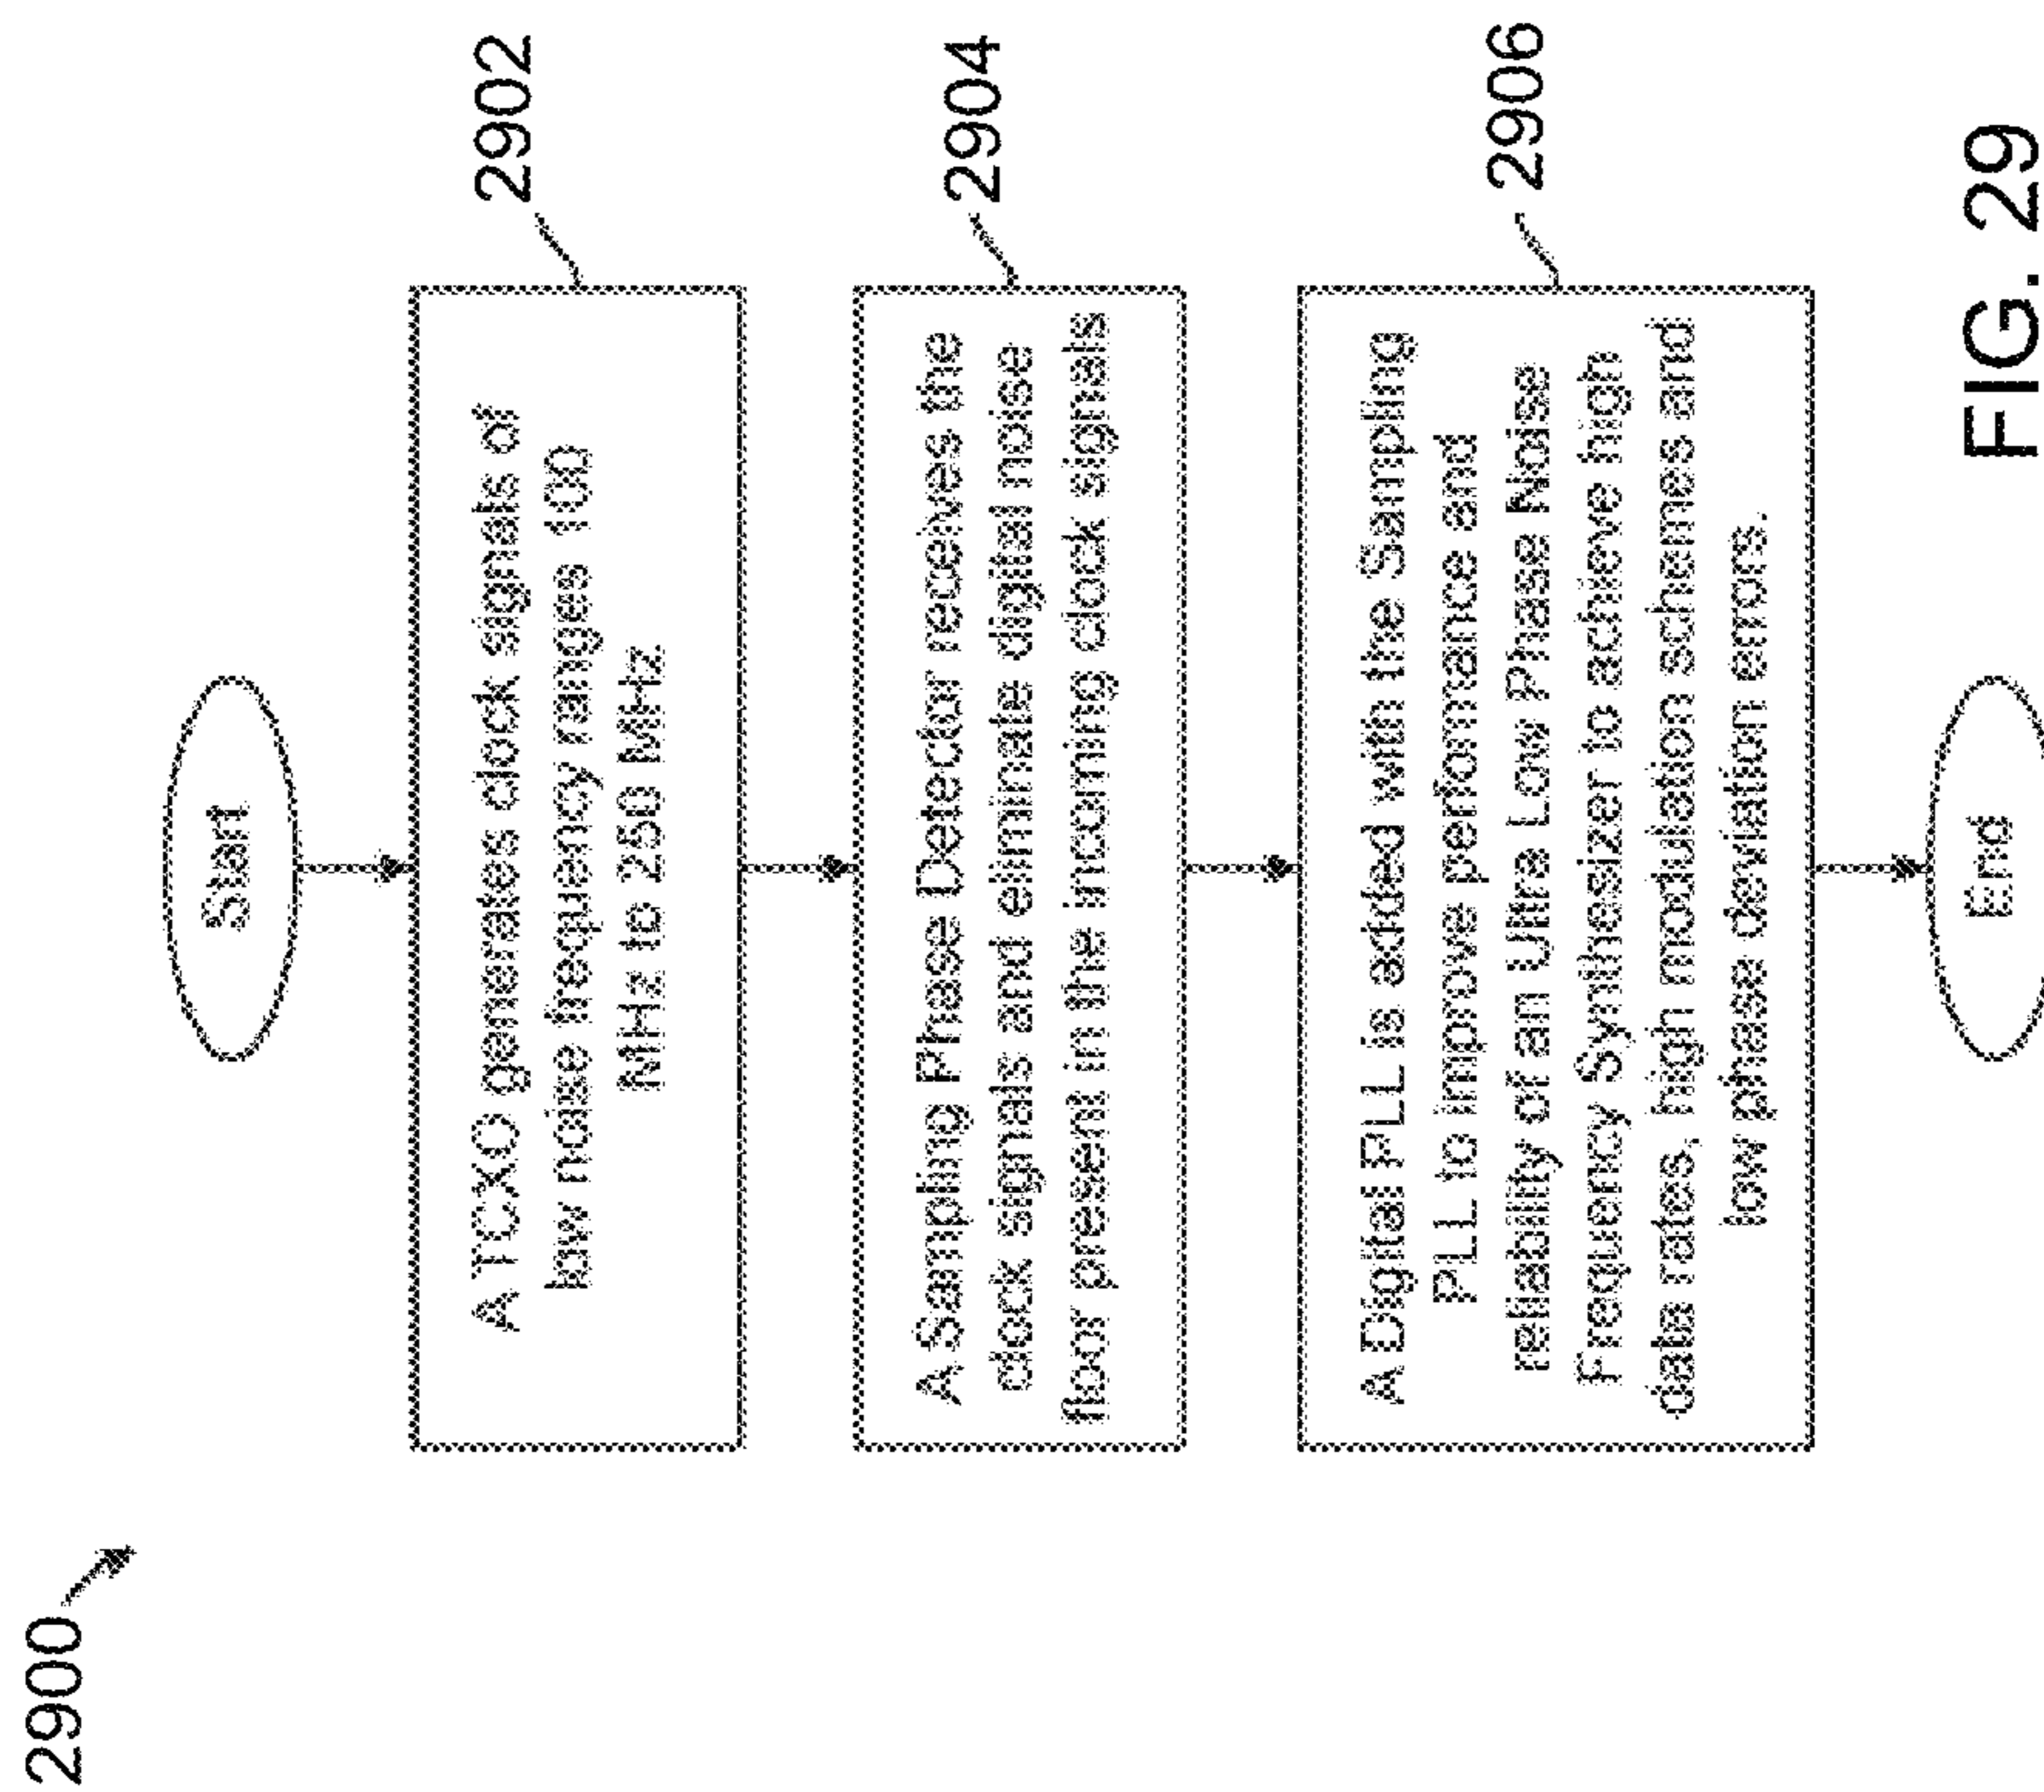 2900
Start
A TCXO generates clock signals of
low noise frequency ranges 100
MHz to 250 MHz
2902
A Sampling Phase Detector receives the
clock signals and eliminate digital noise
floor present in the incoming clock signals
2904
A Digital PLL is added with the Sampling
PLL to improve performance and
reliability of an Ultra Low Phase Noise
Frequency Synthesizer to achieve high
data rates, high modulation schemes and
low phase deviation errors.
2906
End
FIG. 29